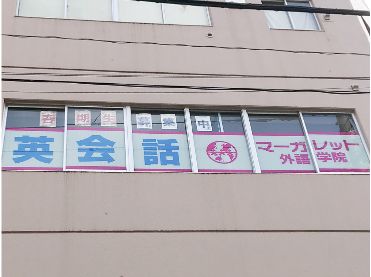 春期生募集中
英会話
マーガレット
外語学院